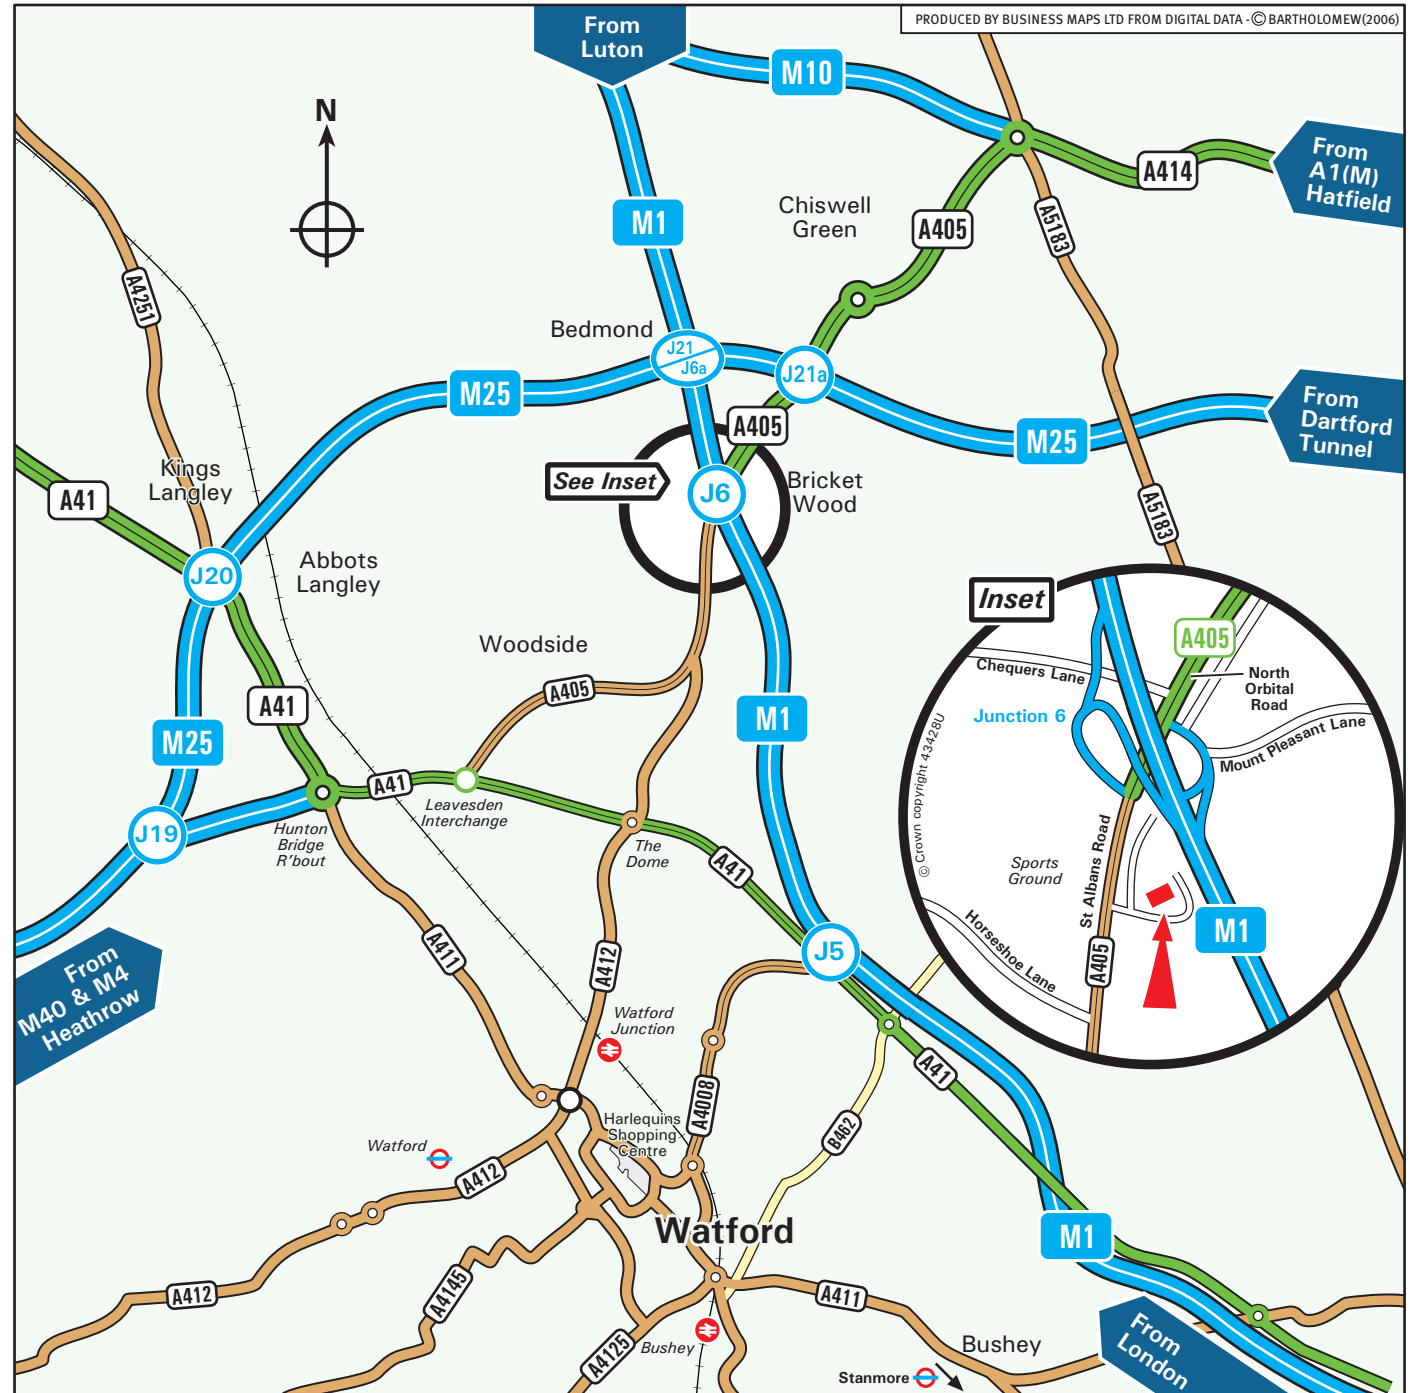 PRODUCED BY BUSINESS MAPS LTD FROM DIGITAL DATA - © BARTHOLOMEW(2006)
From
Luton
M10
N
From
A1(M)
Hatfield
A414
M1
Chiswell
Green
A405
A5183
A4251
Bedmond
J21
J6a
J21a
M25
From
Dartford
Tunnel
A405
M25
See Inset
J6
Bricket
Wood
Kings
Langley
A41
A5183
J20
Abbots
Langley
Inset
A405
Chequers Lane
North
Orbital
Road
Junction 6
Mount Pleasant Lane
© Crown copyright 43428U
Sports
Ground
St Albans Road
Horseshoe Lane
A405
M1
Woodside
A405
A41
M1
M25
A41
Leavesden
Interchange
J19
Hunton
Bridge
R'bout
The
Dome
A41
From
M40 & M4
Heathrow
A411
A412
J5
Watford
Junction
A41
A4008
B462
Harlequins
Shopping
Centre
Watford
A412
Watford
M1
A412
A4145
A411
A4125
Bushey
Bushey
From
London
Stanmore